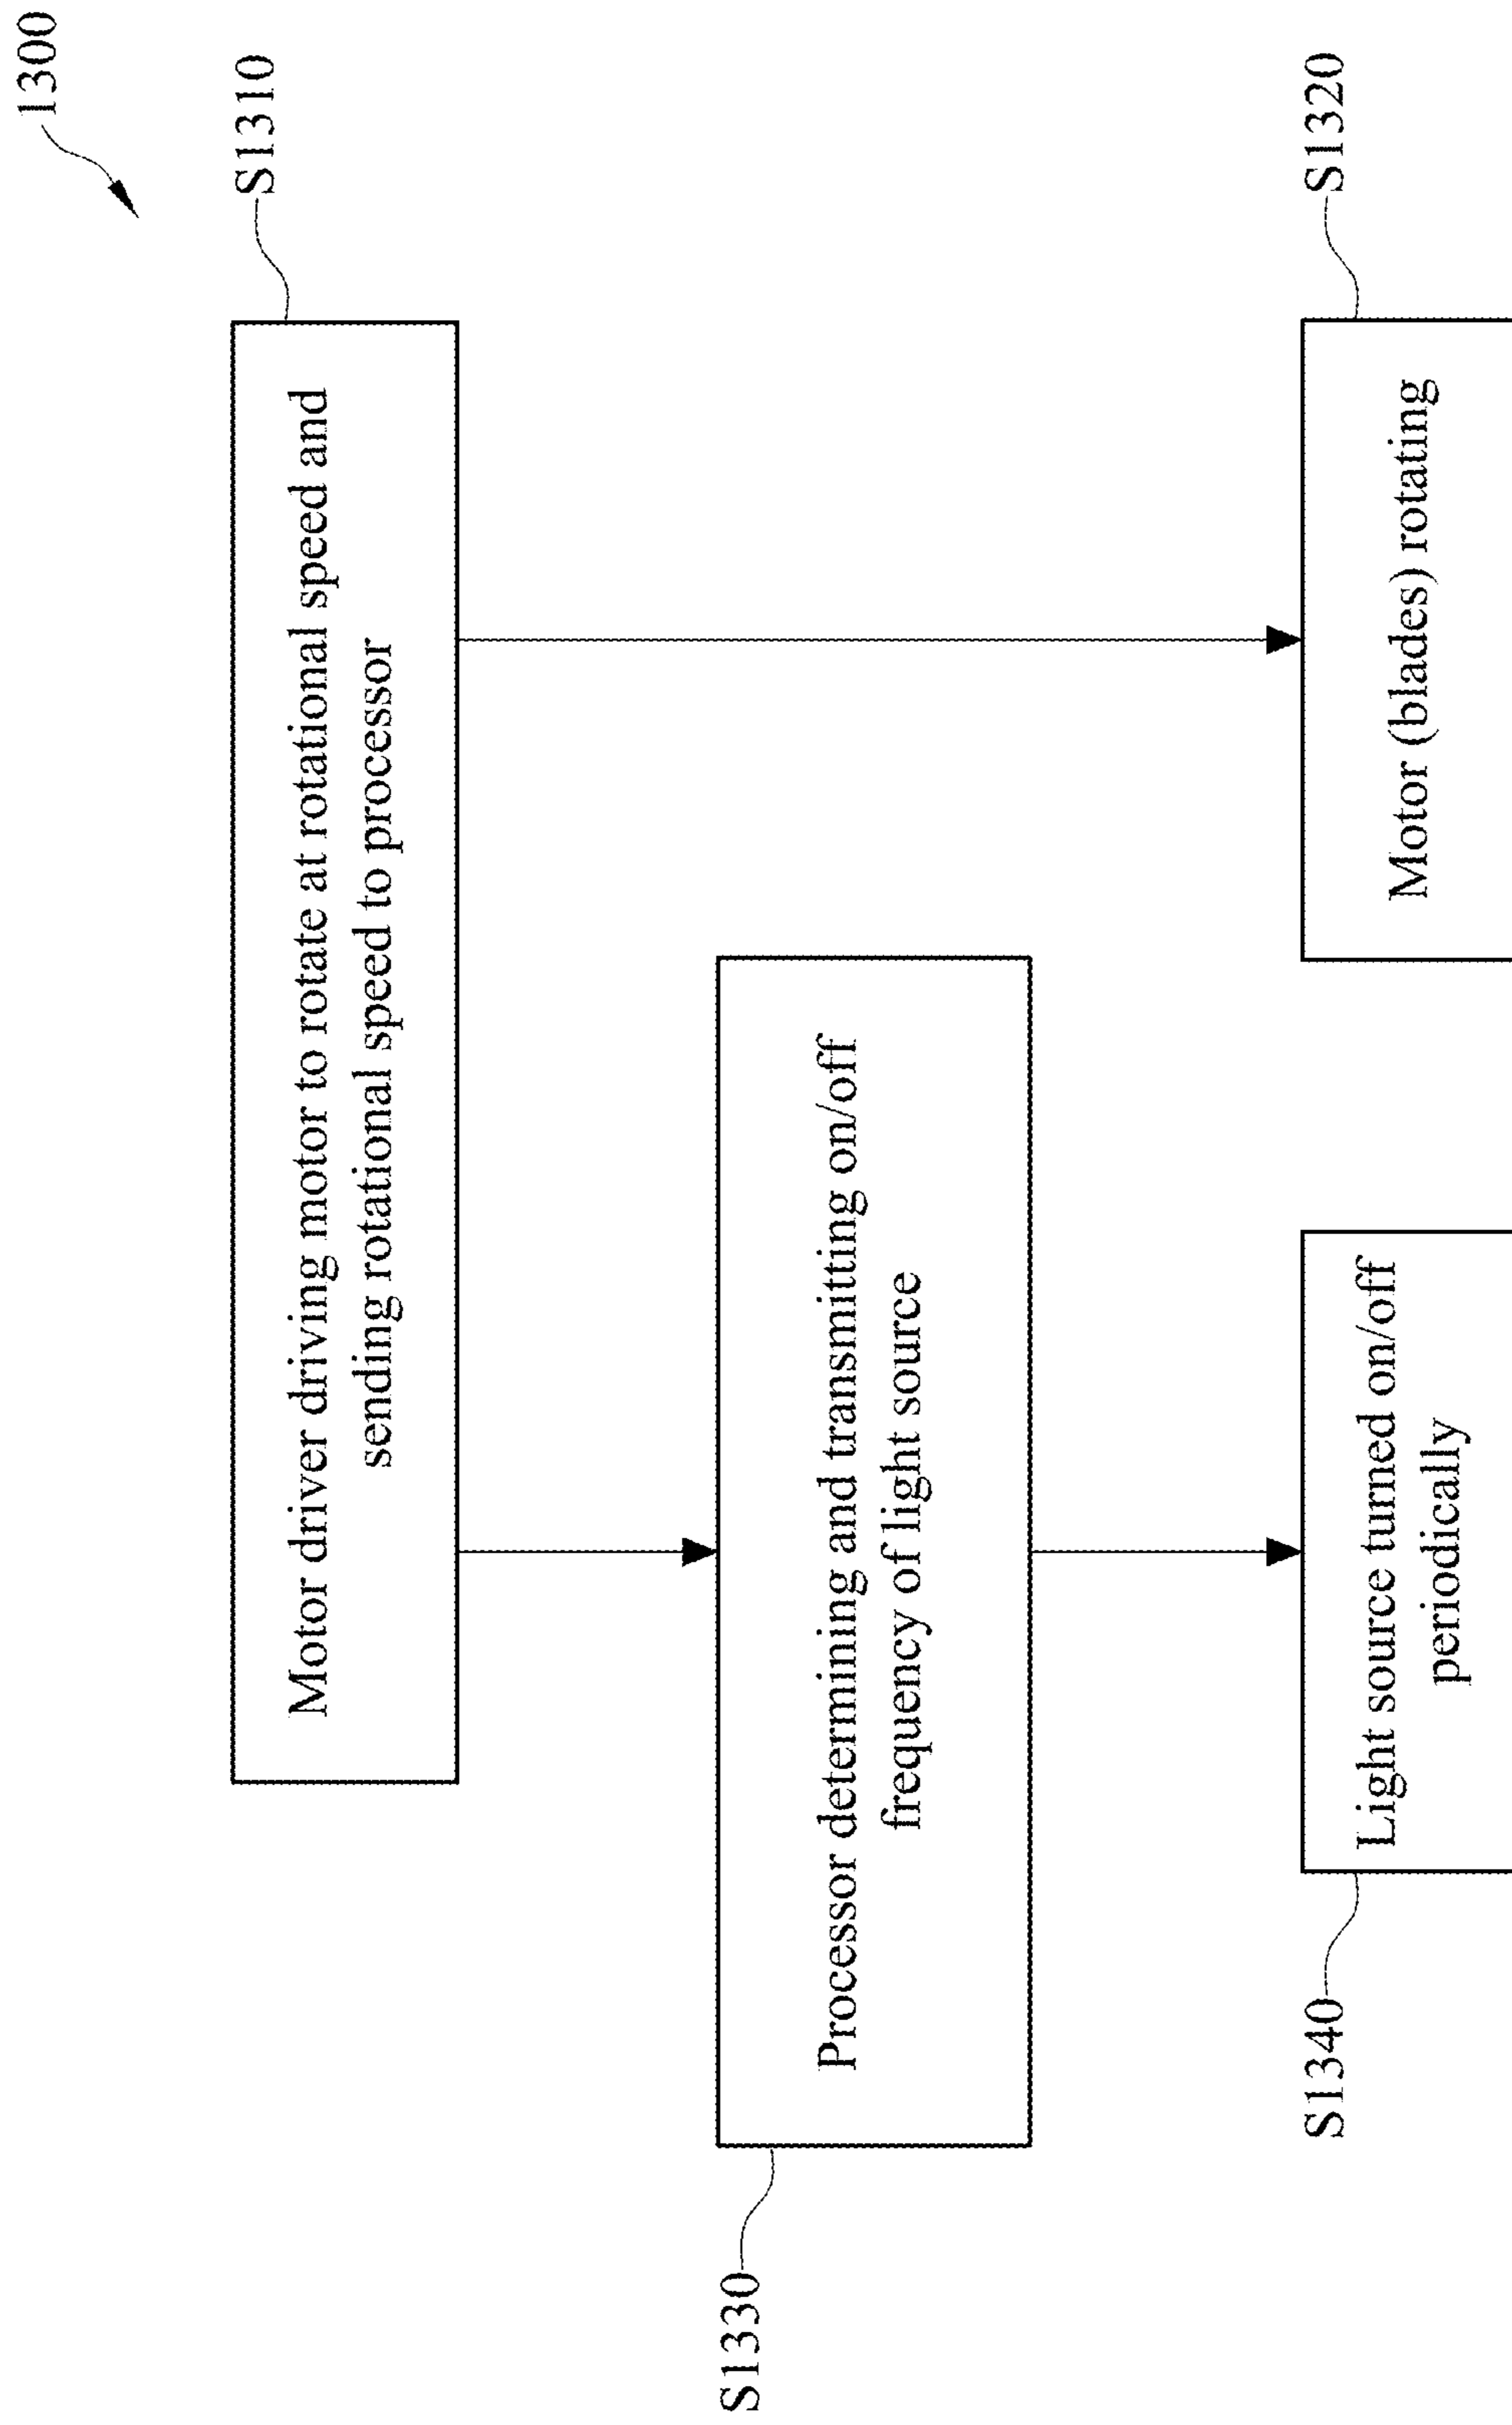 1300
S1310
Motor driver driving motor to rotate at rotational speed and
sending rotational speed to processor
S1330
Processor determining and transmitting on/off
frequency of light source
S1340
Light source turned on/off
periodically
S1320
Motor (blades) rotating